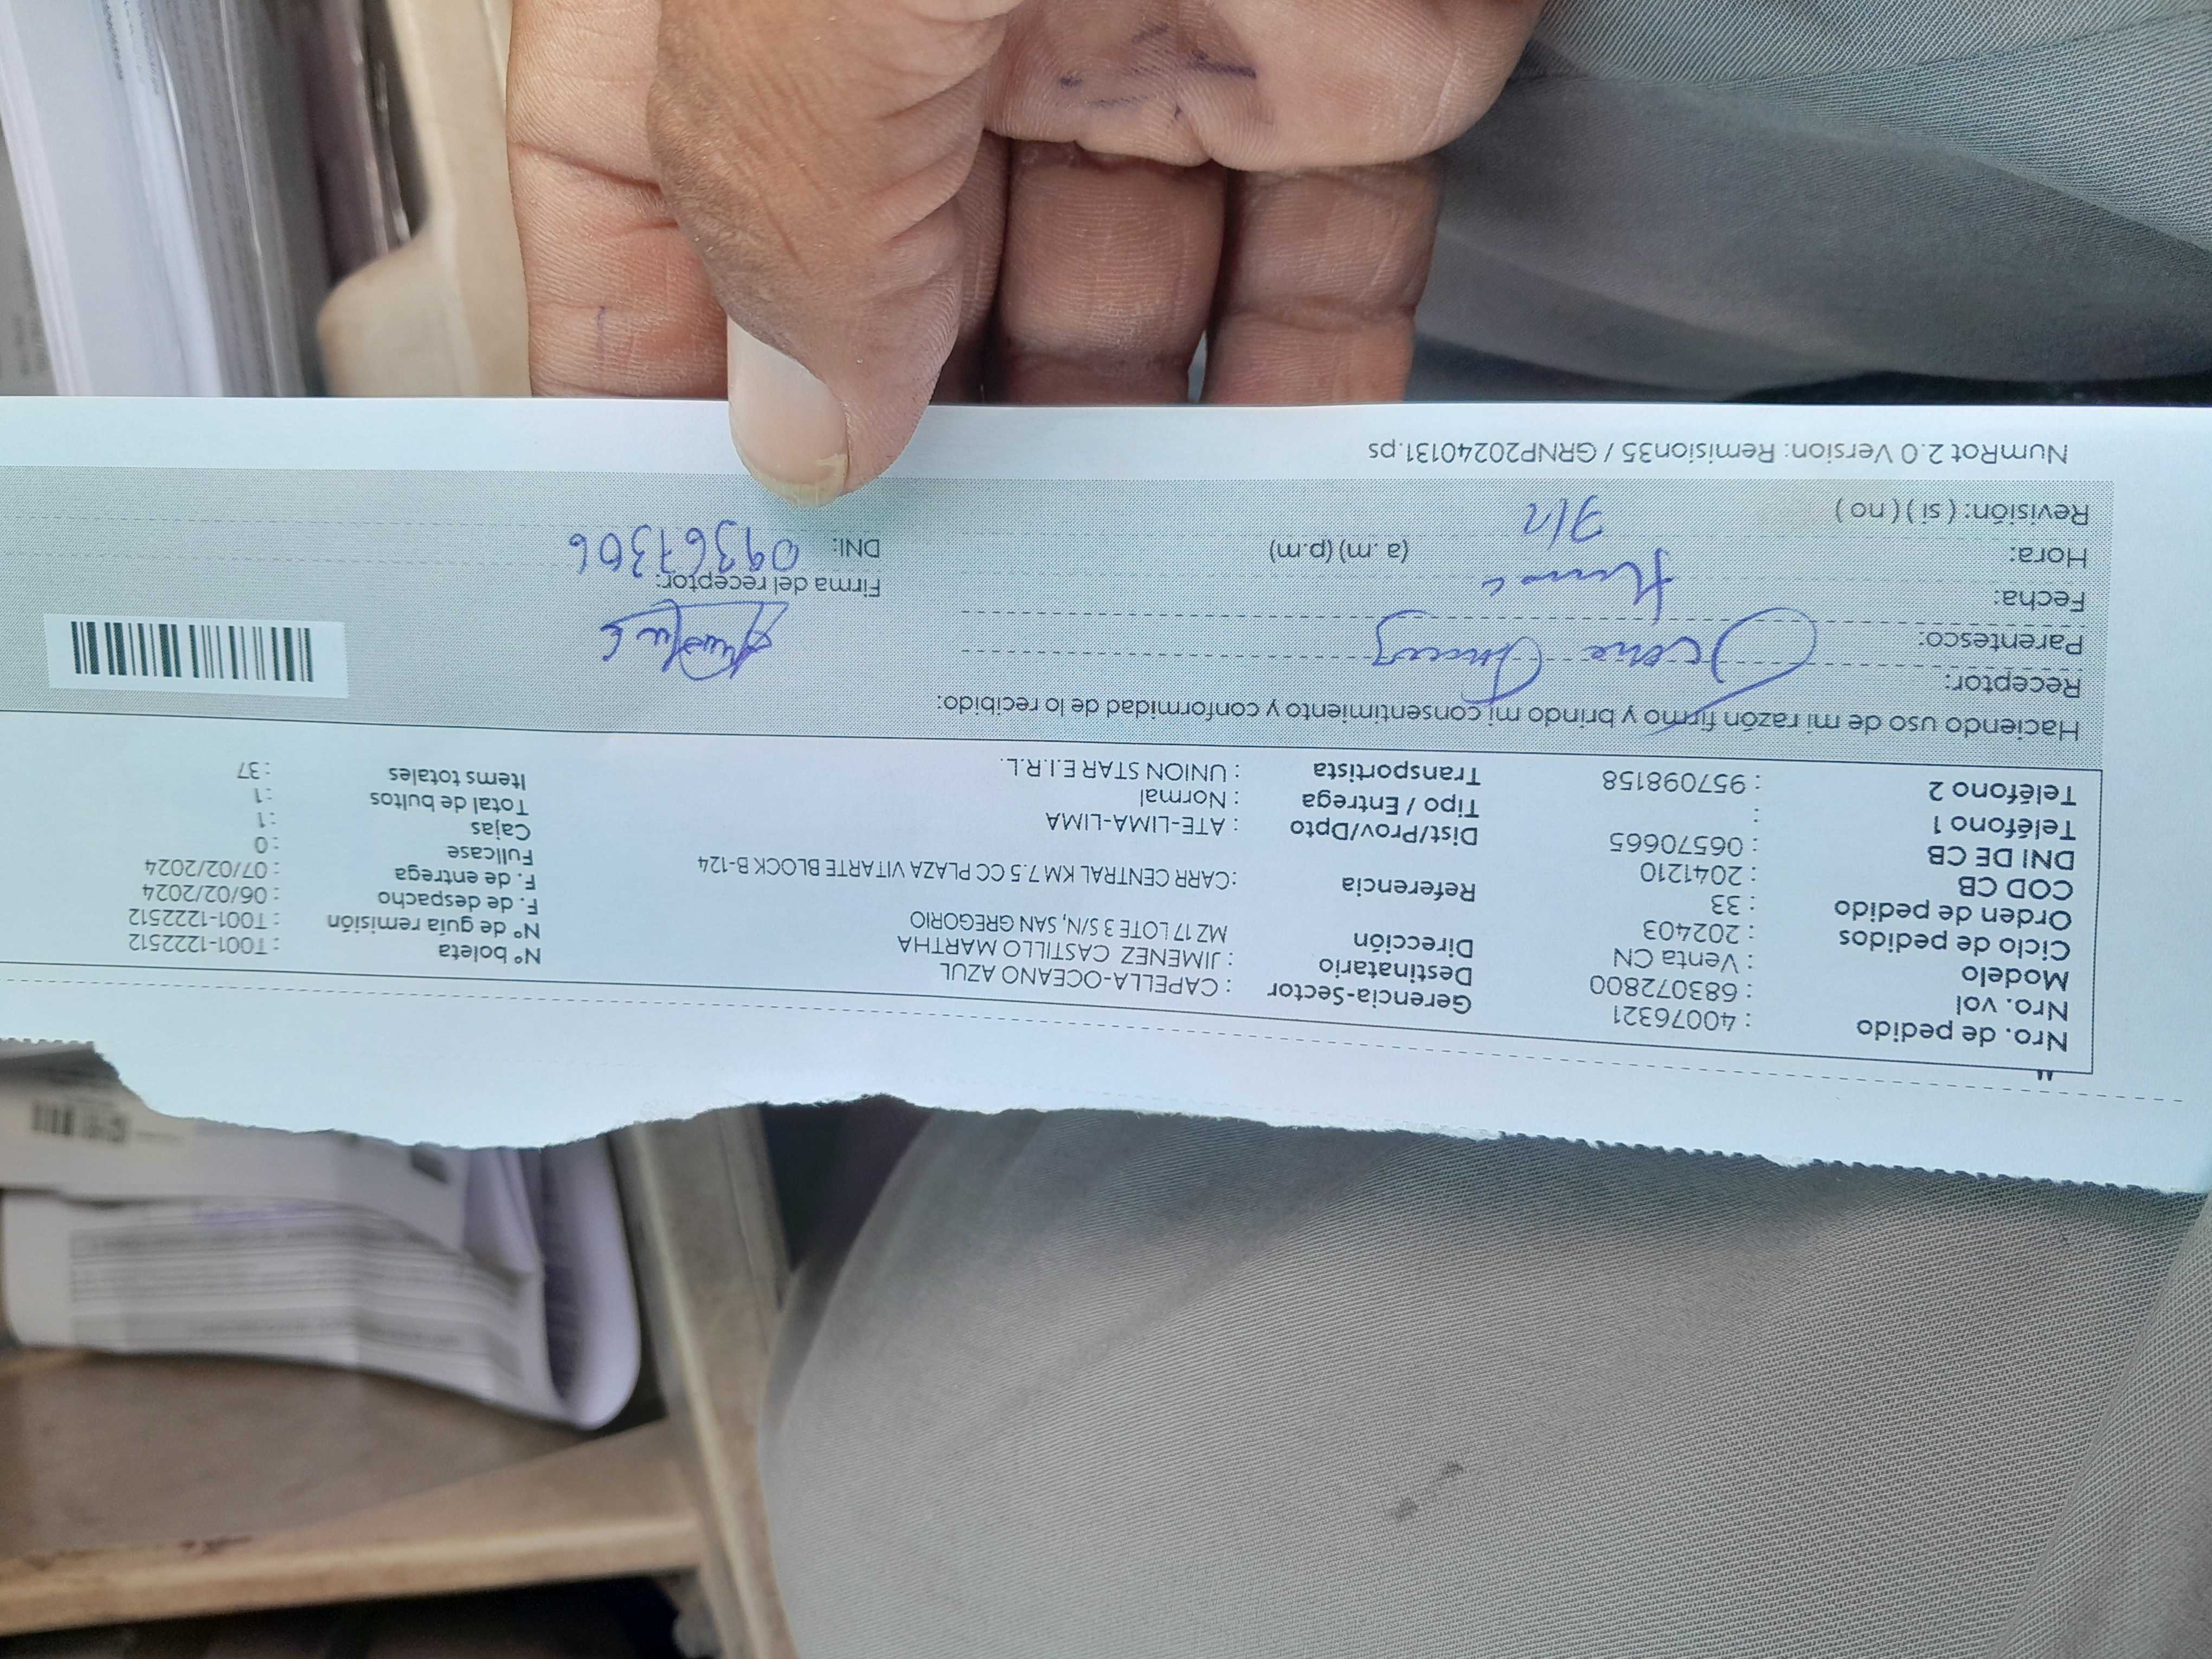 Nro. de pedido : 40076321
Nro. vol : 683072800
Modelo : Venta CN
Ciclo de pedidos : 202403
Orden de pedido : 33
COD CB : 2041210
DNI DE CB : 06570665
Teléfono 1 :
Teléfono 2 : 957098158
Gerencia-Sector : CAPELLA-OCEANO AZUL
Destinatario : JIMENEZ CASTILLO MARTHA
Dirección MZ 17 LOTE 3 S/N, SAN GREGORIO
Referencia :CARR CENTRAL KM 7.5 CC PLAZA VITARTE BLOCK B-124
Dist/Prov/Dpto : ATE-LIMA-LIMA
Tipo / Entrega : Normal
Transportista : UNION STAR E.I.R.L.
N° boleta : T001-1222512
N° de guía remisión : T001-1222512
F. de despacho : 06/02/2024
F. de entrega : 07/02/2024
Fullcase : 0
Cajas : 1
Total de bultos : 1
Items totales : 37
Haciendo uso de mi razón firmo y brindo mi consentimiento y conformidad de lo recibido:
Receptor:
Parentesco:
Fecha:
Hora: (a .m) (p.m)
Revisión: ( si ) ( no )
7/2
Firma del receptor:
DNI: 09367306
NumRot 2.0 Version: Remision35 / GRNP20240131.ps